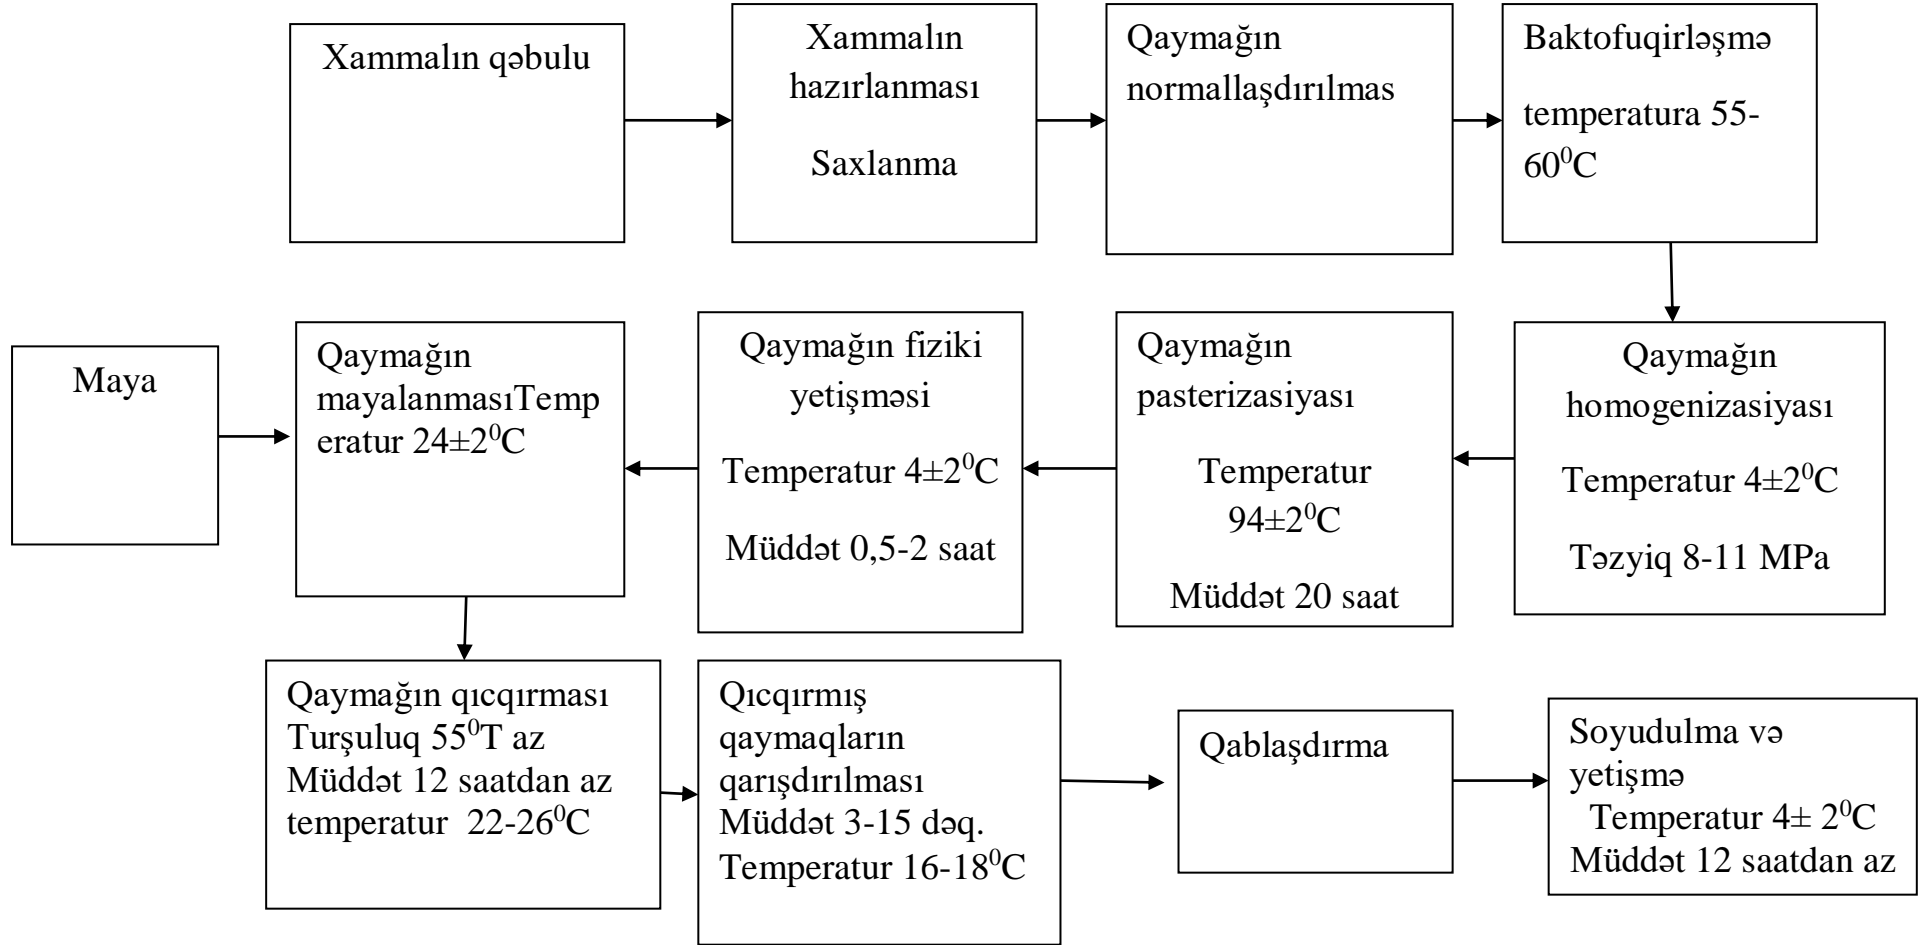 Xammalın qəbulu
Xammalın
hazırlanması
Saxlanma
Qaymağın
normallaşdırılmas
Baktofuqirləşmə
temperatura 55-
60⁰C
Qaymağın
homogenizasiyası
Temperatur 4±2⁰C
Təzyiq 8-11 MPa
Qaymağın
pasterizasiyası
Temperatur
94±2⁰C
Müddət 20 saat
Qaymağın fiziki
yetişməsi
Temperatur 4±2⁰C
Müddət 0,5-2 saat
Maya
Qaymağın
mayalanmasıTemp
eratur 24±2⁰C
Qaymağın qıcqırması
Turşuluq 55⁰T az
Müddət 12 saatdan az
temperatur 22-26⁰C
Qıcqırmış
qaymaqların
qarışdırılması
Müddət 3-15 dəq.
Temperatur 16-18⁰C
Qablaşdırma
Soyudulma və
yetişmə
Temperatur 4± 2⁰C
Müddət 12 saatdan az